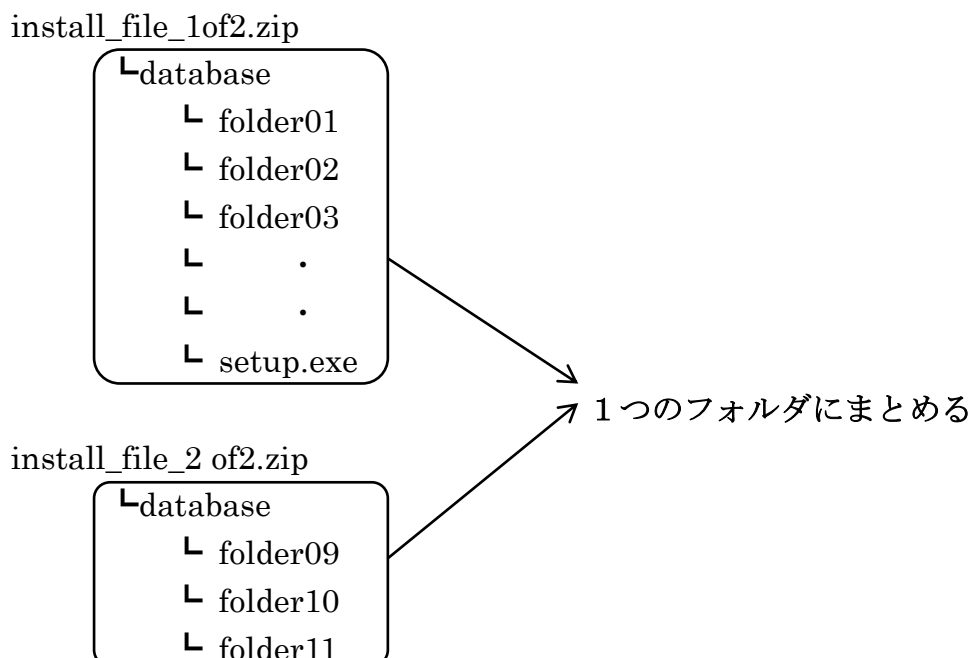 install_file_1of2.zip
┗database
┗ folder01
┗ folder02
┗ folder03
┗ ・
┗ ・
┗ setup.exe
１つのフォルダにまとめる
install_file_2 of2.zip
┗database
┗ folder09
┗ folder10
┗ folder11